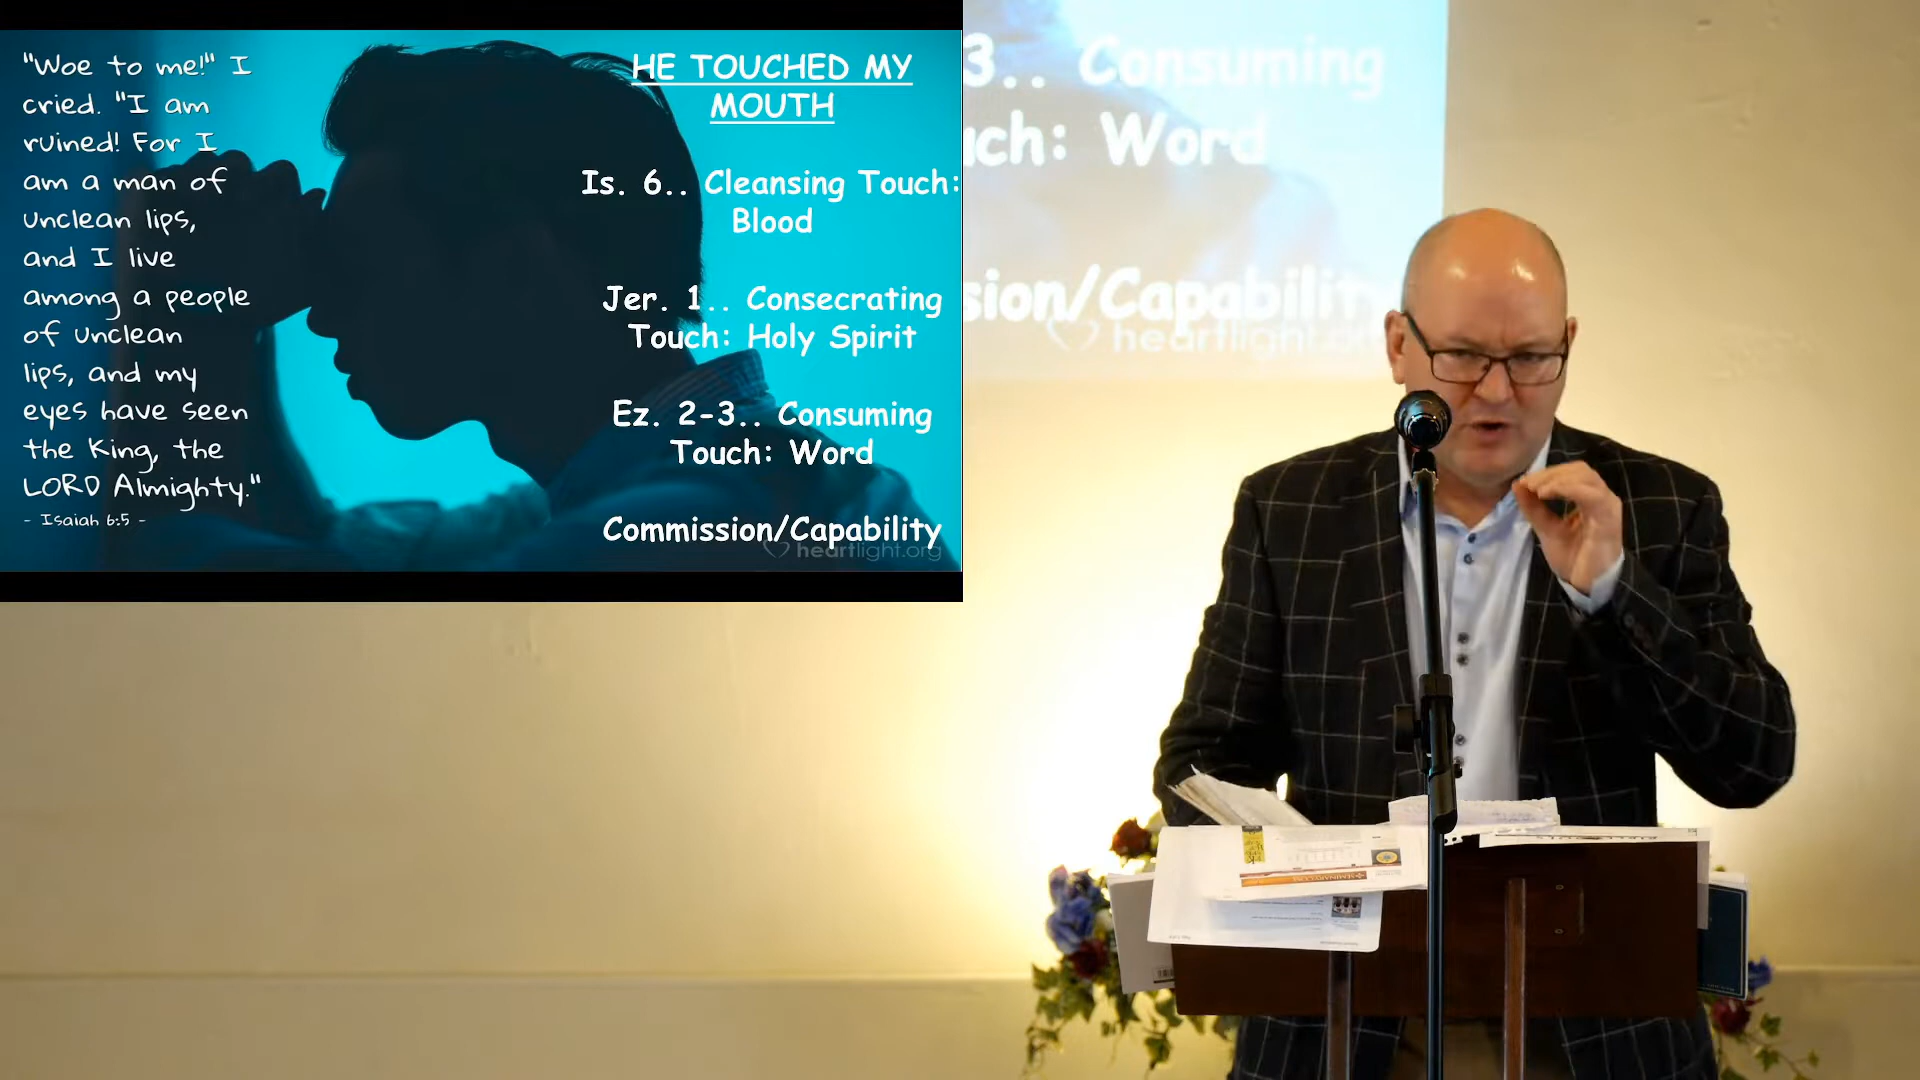 "Woe to me!" I
cried. "I am
ruined! For I
am a man of
unclean lips,
and I live
among a people
of unclean
lips, and my
eyes have seen
the King, the
LORD Almighty."
- Isaiah 6:5 -
HE TOUCHED MY
MOUTH
Is. 6.. Cleansing Touch:
Blood
Jer. 1.. Consecrating
Touch: Holy Spirit
Ez. 2-3.. Consuming
Touch: Word
Commission/Capability
heartlight.org
3.. Consuming
uch: Word
sion/Capability
heartlight.o